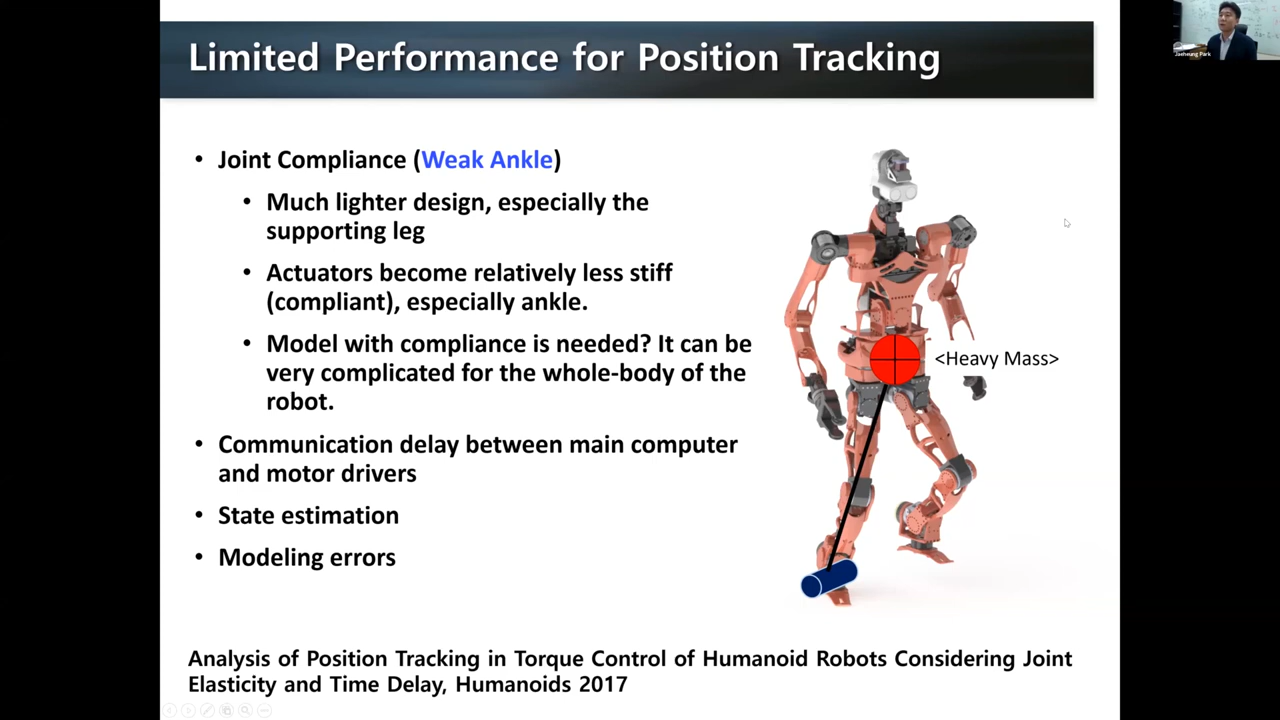 Limited Performance for Position Tracking
Jaeheung Park
• Joint Compliance (Weak Ankle)
• Much lighter design, especially the
supporting leg
• Actuators become relatively less stiff
(compliant), especially ankle.
• Model with compliance is needed? It can be
very complicated for the whole-body of the
robot.
<Heavy Mass>
• Communication delay between main computer
and motor drivers
• State estimation
• Modeling errors
Analysis of Position Tracking in Torque Control of Humanoid Robots Considering Joint
Elasticity and Time Delay, Humanoids 2017